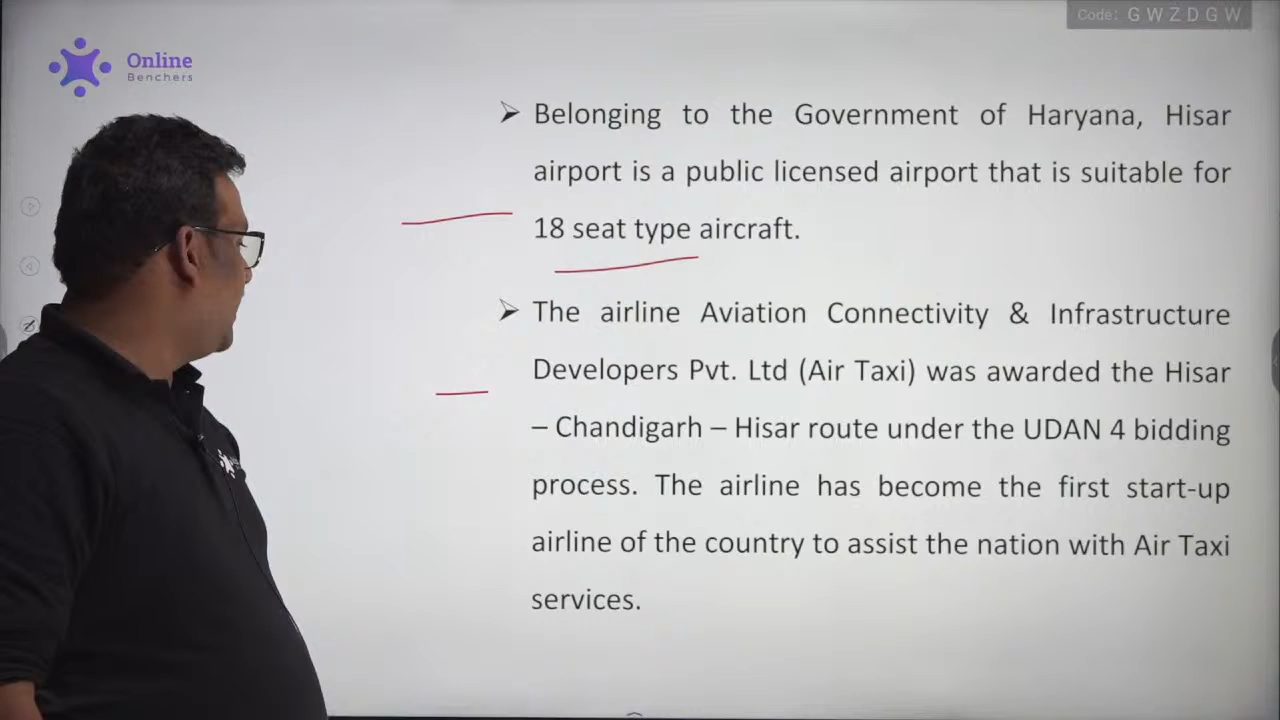 Code: G W Z D G W
Online
Benchers
➢ Belonging to the Government of Haryana, Hisar
airport is a public licensed airport that is suitable for
18 seat type aircraft.
➢ The airline Aviation Connectivity & Infrastructure
Developers Pvt. Ltd (Air Taxi) was awarded the Hisar
– Chandigarh – Hisar route under the UDAN 4 bidding
process. The airline has become the first start-up
airline of the country to assist the nation with Air Taxi
services.